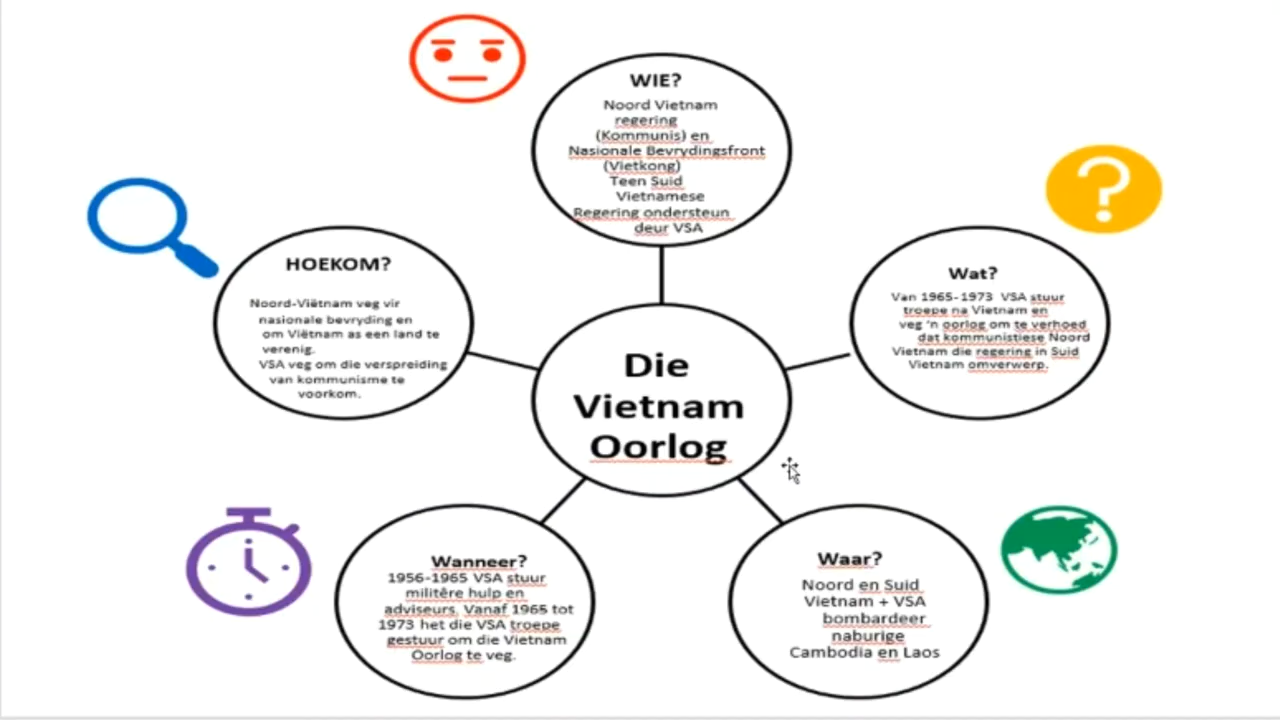 WIE?
Noord Vietnam
regering
(Kommunis) en
Nasionale Bevrydingsfront
(Vietkong)
Teen Suid
Vietnamese
Regering ondersteun
deur VSA
HOEKOM?
Noord-Viëtnam veg vir
nasionale bevryding en
om Viëtnam as een land te
verenig.
VSA veg om die verspreiding
van kommunisme te
voorkom.
Wat?
Van 1965-1973 VSA stuur
troepe na Vietnam en
veg 'n oorlog om te verhoed
dat kommunistiese Noord
Vietnam die regering in Suid
Vietnam omverwerp.
Die
Vietnam
Oorlog
Wanneer?
1956-1965 VSA stuur
militêre hulp en
adviseurs. Vanaf 1965 tot
1973 het die VSA troepe
gestuur om die Vietnam
Oorlog te veg.
Waar?
Noord en Suid
Vietnam + VSA
bombardeer
naburige
Cambodia en Laos